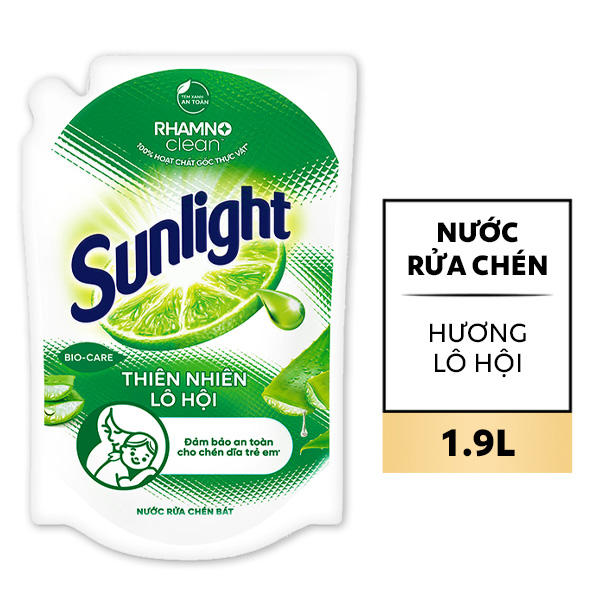 TEM XANH
AN TOÀN
RHAMNO
clean™
100% HOẠT CHẤT GỐC THỰC VẬT*
Sunlight
BIO-CARE
THIÊN NHIÊN
LÔ HỘI
Đảm bảo an toàn
cho chén dĩa trẻ em*
NƯỚC RỬA CHÉN BÁT
NƯỚC
RỬA CHÉN
HƯƠNG
LÔ HỘI
1.9L